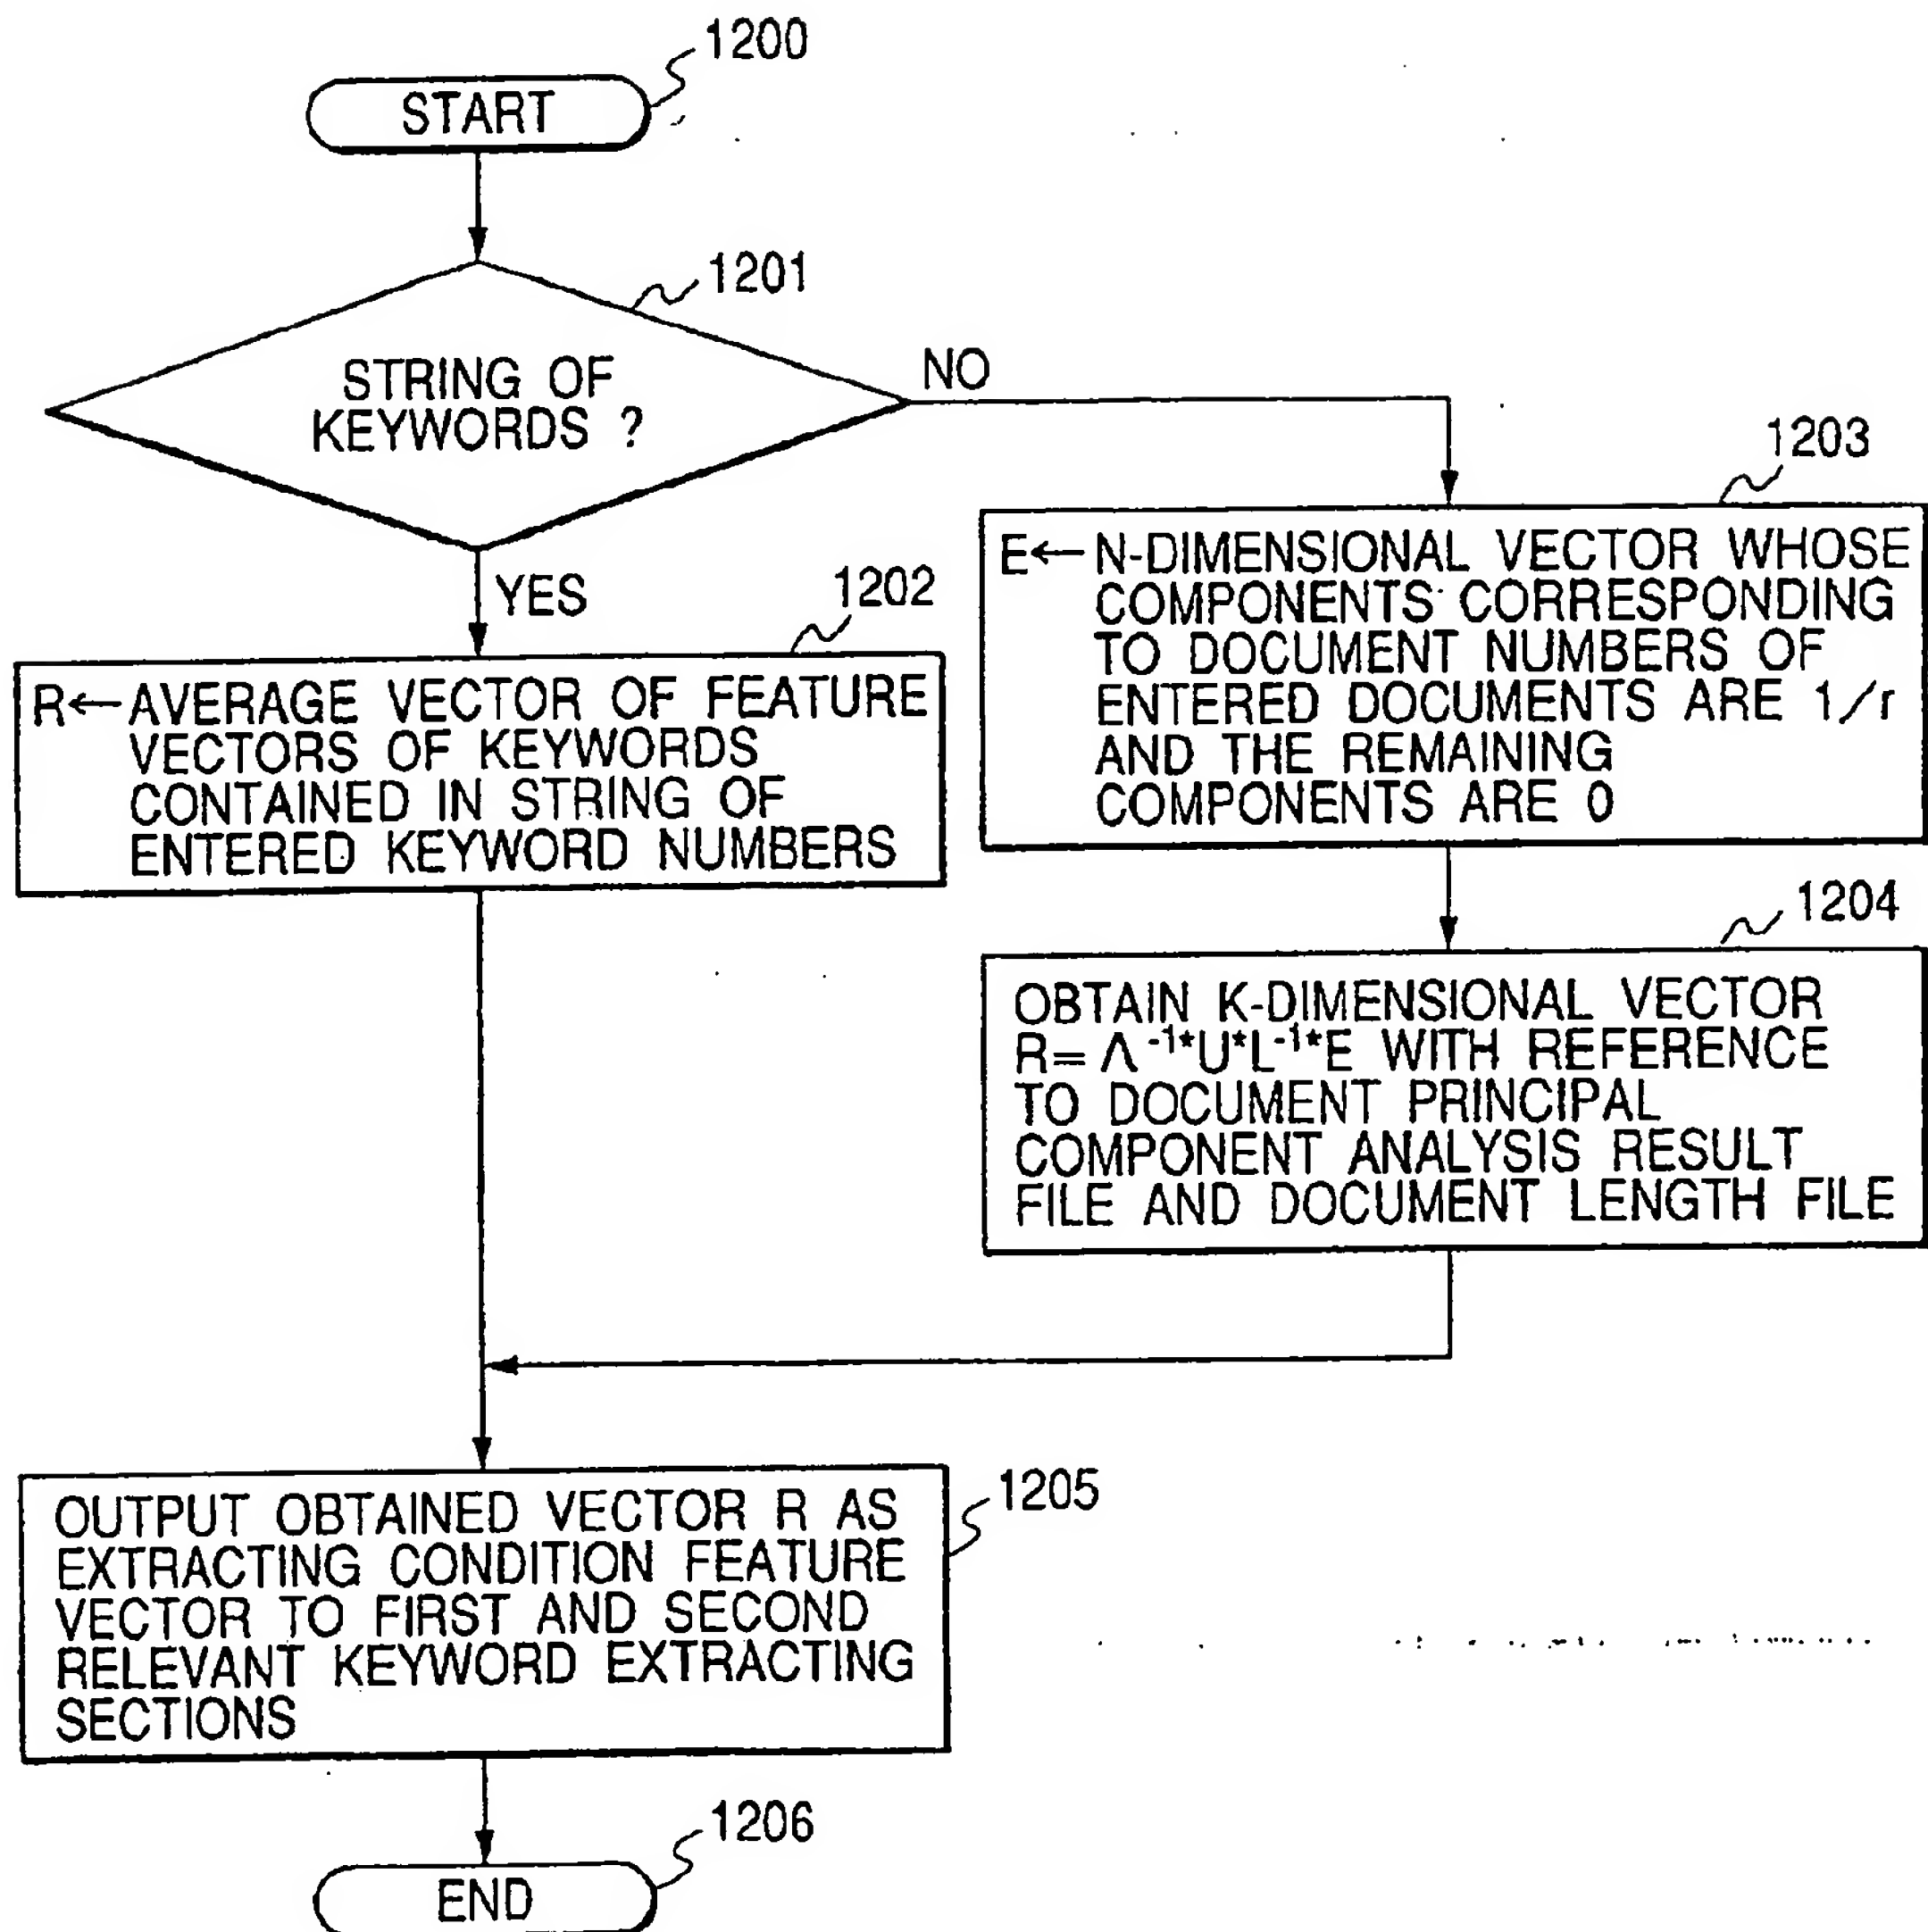 1200
START
1201
STRING OF
KEYWORDS ?
NO
YES
1202
R←AVERAGE VECTOR OF FEATURE
VECTORS OF KEYWORDS
CONTAINED IN STRING OF
ENTERED KEYWORD NUMBERS
1203
E←N-DIMENSIONAL VECTOR WHOSE
COMPONENTS CORRESPONDING
TO DOCUMENT NUMBERS OF
ENTERED DOCUMENTS ARE 1/r
AND THE REMAINING
COMPONENTS ARE 0
1204
OBTAIN K-DIMENSIONAL VECTOR
R=Λ⁻¹*U*L⁻¹*E WITH REFERENCE
TO DOCUMENT PRINCIPAL
COMPONENT ANALYSIS RESULT
FILE AND DOCUMENT LENGTH FILE
1205
OUTPUT OBTAINED VECTOR R AS
EXTRACTING CONDITION FEATURE
VECTOR TO FIRST AND SECOND
RELEVANT KEYWORD EXTRACTING
SECTIONS
1206
END